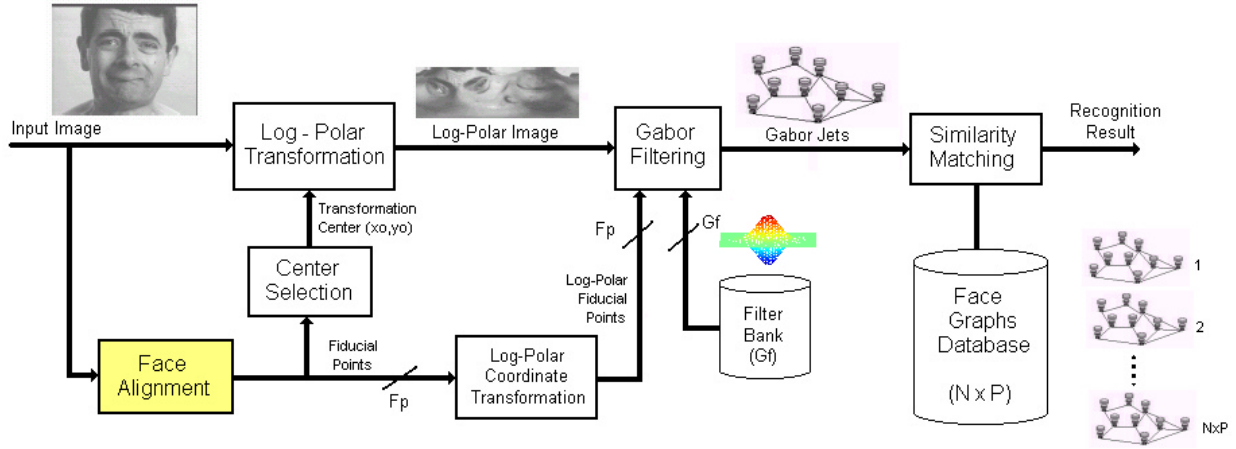 Input Image
Log - Polar
Transformation
Log-Polar Image
Gabor
Filtering
Gabor Jets
Similarity
Matching
Recognition
Result
Transformation
Center (xo,yo)
Center
Selection
Fp
Gf
Log-Polar
Fiducial
Points
Filter
Bank
(Gf)
Face
Graphs
Database
(N x P)
1
2
NxP
Face
Alignment
Fiducial
Points
Fp
Log-Polar
Coordinate
Transformation